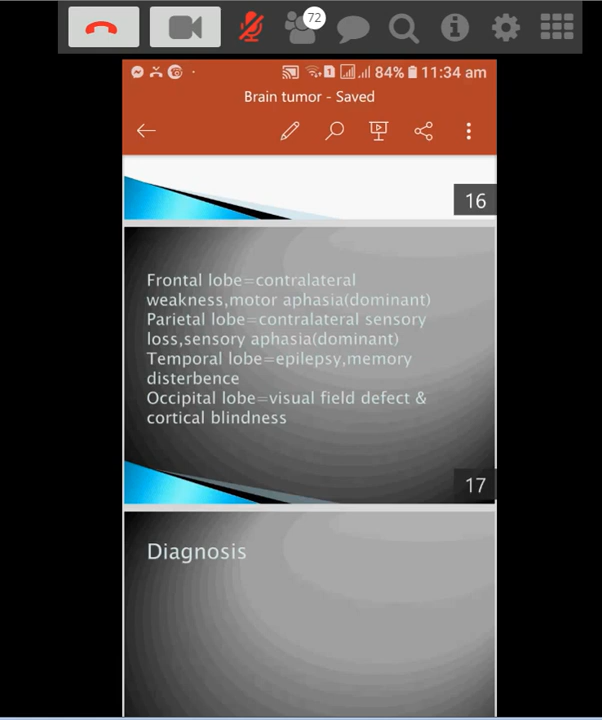 72
84% 11:34 am
Brain tumor - Saved
16
Frontal lobe=contralateral
weakness,motor aphasia(dominant)
Parietal lobe=contralateral sensory
loss,sensory aphasia(dominant)
Temporal lobe=epilepsy,memory
disterbence
Occipital lobe=visual field defect &
cortical blindness
17
Diagnosis